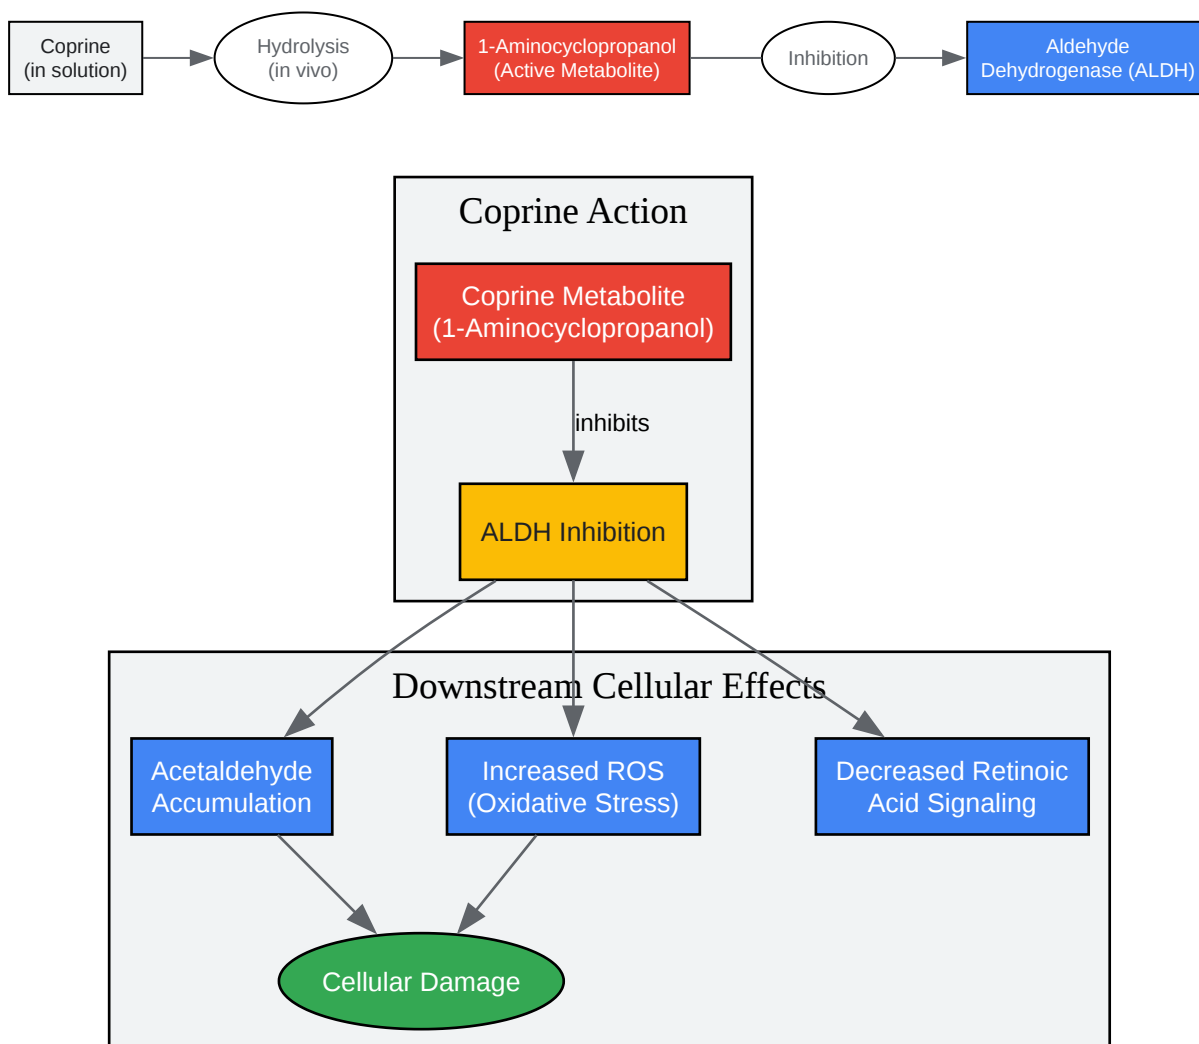 Coprine
(in solution)
Hydrolysis
(in vivo)
1-Aminocyclopropanol
(Active Metabolite)
Inhibition
Aldehyde
Dehydrogenase (ALDH)
Coprine Action
Coprine Metabolite
(1-Aminocyclopropanol)
inhibits
ALDH Inhibition
Downstream Cellular Effects
Acetaldehyde
Accumulation
Increased ROS
(Oxidative Stress)
Decreased Retinoic
Acid Signaling
Cellular Damage